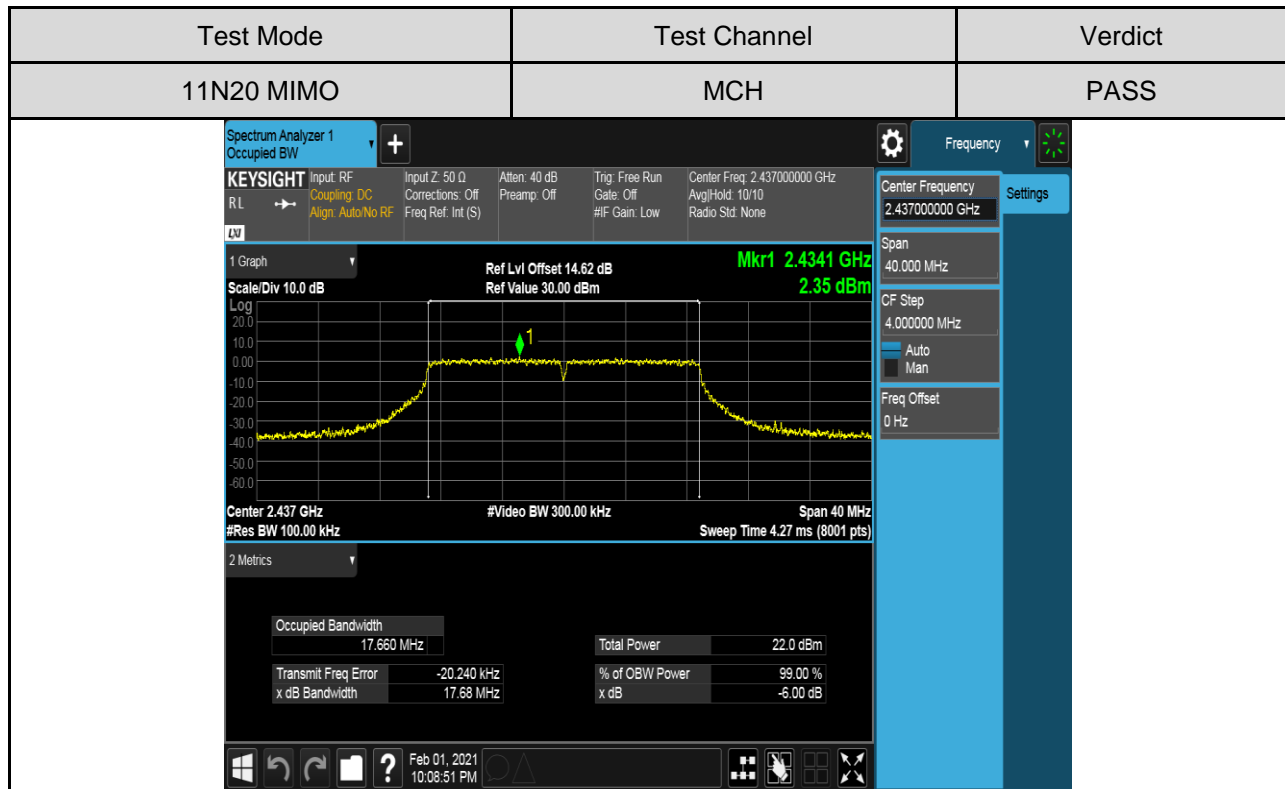 Test Mode Test Channel Verdict
11N20 MIMO MCH PASS
Spectrum Analyzer 1
Occupied BW
+
Frequency
KEYSIGHT Input: RF Input Z: 50 Ω Atten: 40 dB Trig: Free Run Center Freq: 2.437000000 GHz
RL Coupling: DC Corrections: Off Preamp: Off Gate: Off Avg|Hold: 10/10
Align: Auto/No RF Freq Ref: Int (S) #IF Gain: Low Radio Std: None
LXI
Center Frequency Settings
2.437000000 GHz
Span
40.000 MHz
CF Step
4.000000 MHz
Auto
Man
Freq Offset
0 Hz
1 Graph Ref Lvl Offset 14.62 dB Mkr1 2.4341 GHz
Scale/Div 10.0 dB Ref Value 30.00 dBm 2.35 dBm
Log
20.0
10.0
1
0.00
-10.0
-20.0
-30.0
-40.0
-50.0
-60.0
Center 2.437 GHz #Video BW 300.00 kHz Span 40 MHz
#Res BW 100.00 kHz Sweep Time 4.27 ms (8001 pts)
2 Metrics
Occupied Bandwidth
17.660 MHz Total Power 22.0 dBm
Transmit Freq Error -20.240 kHz % of OBW Power 99.00 %
x dB Bandwidth 17.68 MHz x dB -6.00 dB
? Feb 01, 2021
10:08:51 PM